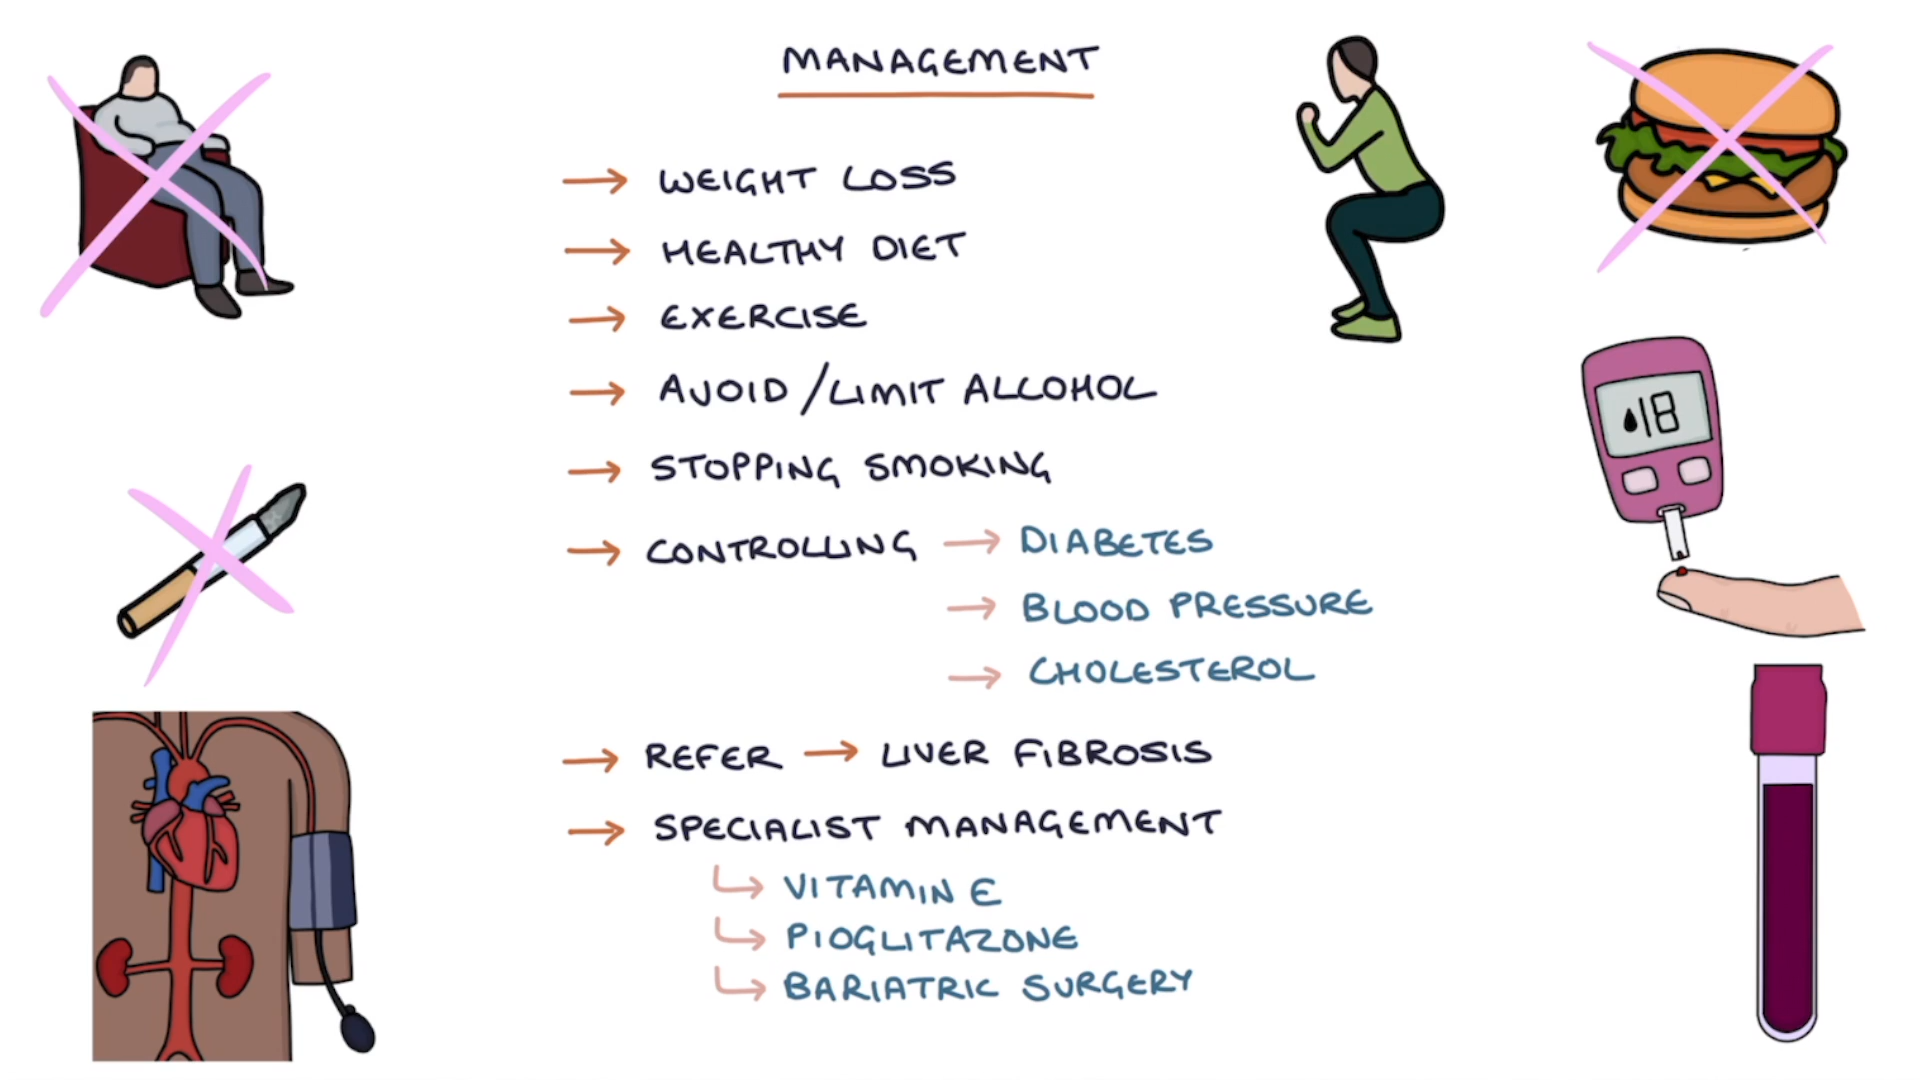 MANAGEMENT
→ WEIGHT LOSS
→ HEALTHY DIET
→ EXERCISE
→ AVOID/LIMIT ALCOHOL
→ STOPPING SMOKING
→ CONTROLLING → DIABETES
→ BLOOD PRESSURE
→ CHOLESTEROL
→ REFER → LIVER FIBROSIS
→ SPECIALIST MANAGEMENT
↳ VITAMIN E
↳ PIOGLITAZONE
↳ BARIATRIC SURGERY
18